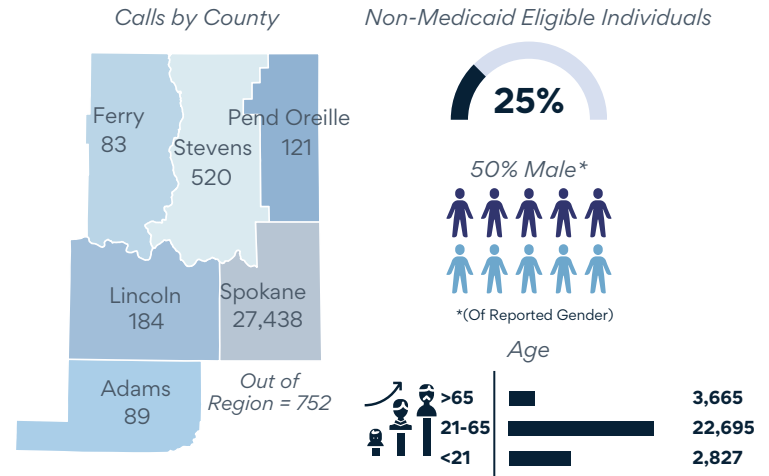 Calls by County
Non-Medicaid Eligible Individuals
Ferry
83
Stevens
520
Pend Oreille
121
Lincoln
184
Spokane
27,438
Adams
89
Out of
Region = 752
25%
50% Male*
*(Of Reported Gender)
Age
>65 3,665
21-65 22,695
<21 2,827